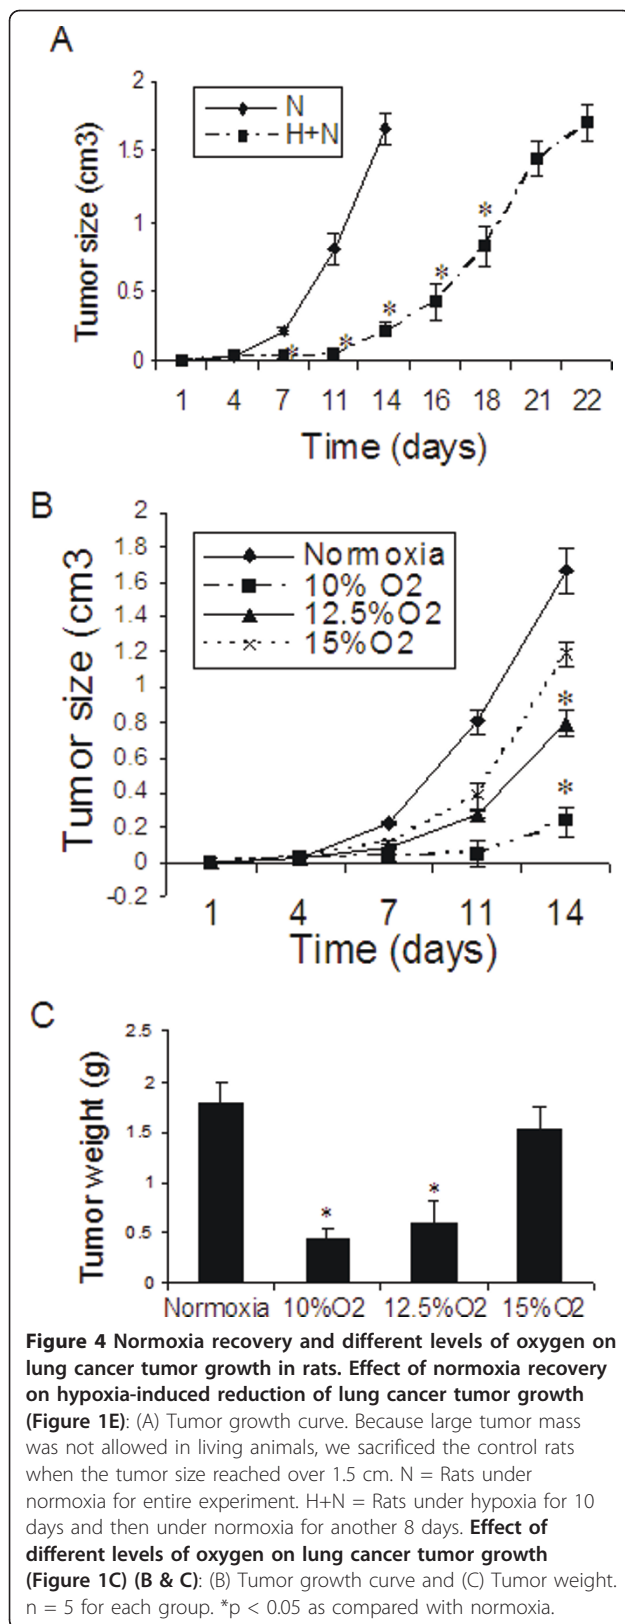 A
2
N
H+N
1.5
1
0.5
0
Tumor size (cm3)
* * * * *
1 4 7 11 14 16 18 21 22
Time (days)
B
2
1.8
1.6
1.4
1.2
1
0.8
0.6
0.4
0.2
0
-0.2
Tumor size (cm3
Normoxia
10% O2
12.5%O2
15%O2
*
*
1 4 7 11 14
Time (days)
C
2.5
2
1.5
1
0.5
0
Tumor weight (g)
* *
Normoxia 10%O2 12.5%O2 15%O2
Figure 4 Normoxia recovery and different levels of oxygen on
lung cancer tumor growth in rats. Effect of normoxia recovery
on hypoxia-induced reduction of lung cancer tumor growth
(Figure 1E): (A) Tumor growth curve. Because large tumor mass
was not allowed in living animals, we sacrificed the control rats
when the tumor size reached over 1.5 cm. N = Rats under
normoxia for entire experiment. H+N = Rats under hypoxia for 10
days and then under normoxia for another 8 days. Effect of
different levels of oxygen on lung cancer tumor growth
(Figure 1C) (B & C): (B) Tumor growth curve and (C) Tumor weight.
n = 5 for each group. *p < 0.05 as compared with normoxia.